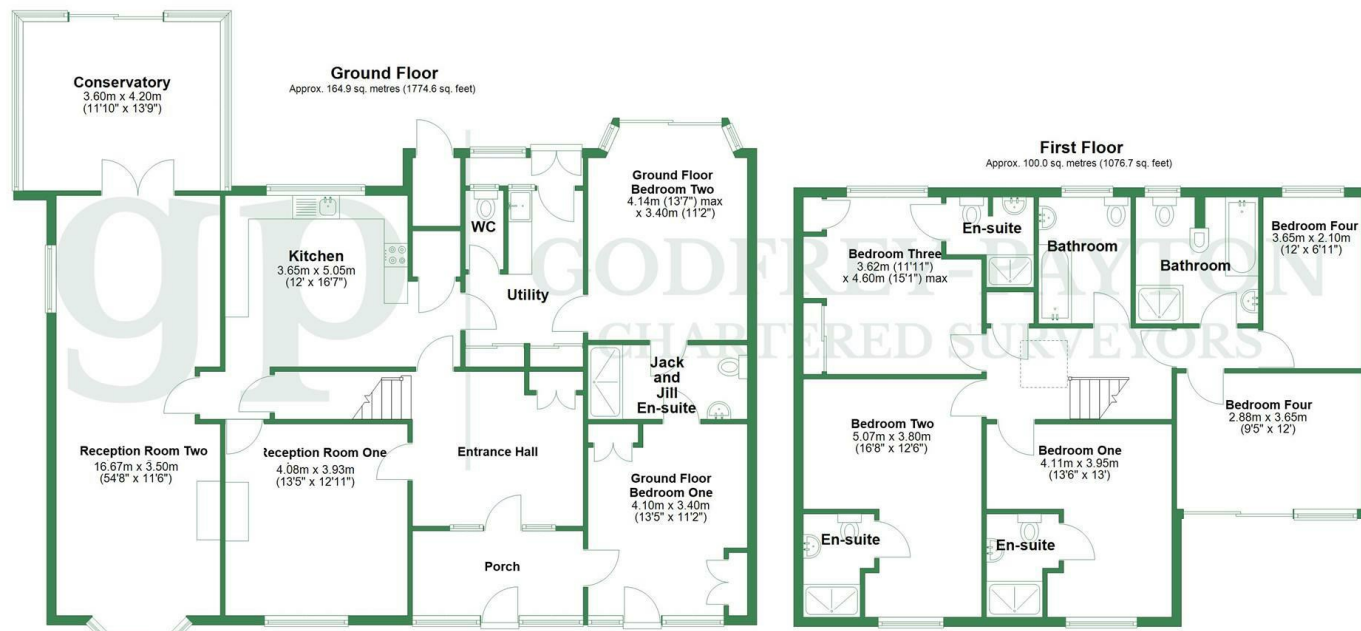 Ground Floor
Approx. 164.9 sq. metres (1774.6 sq. feet)
Conservatory
3.60m x 4.20m
(11'10" x 13'9")
Kitchen
3.65m x 5.05m
(12' x 16'7")
WC
Utility
Ground Floor
Bedroom Two
4.14m (13'7") max
x 3.40m (11'2")
Jack
and
Jill
En-suite
Reception Room Two
16.67m x 3.50m
(54'8" x 11'6")
Reception Room One
4.08m x 3.93m
(13'5" x 12'11")
Entrance Hall
Ground Floor
Bedroom One
4.10m x 3.40m
(13'5" x 11'2")
Porch
First Floor
Approx. 100.0 sq. metres (1076.7 sq. feet)
Bedroom Three
3.62m (11'11")
x 4.60m (15'1") max
En-suite
Bathroom
Bathroom
Bedroom Four
3.65m x 2.10m
(12' x 6'11")
Bedroom Two
5.07m x 3.80m
(16'8" x 12'6")
Bedroom One
4.11m x 3.95m
(13'6" x 13')
Bedroom Four
2.88m x 3.65m
(9'5" x 12')
En-suite
En-suite
gp
GODFREY-PAYTON
CHARTERED SURVEYORS